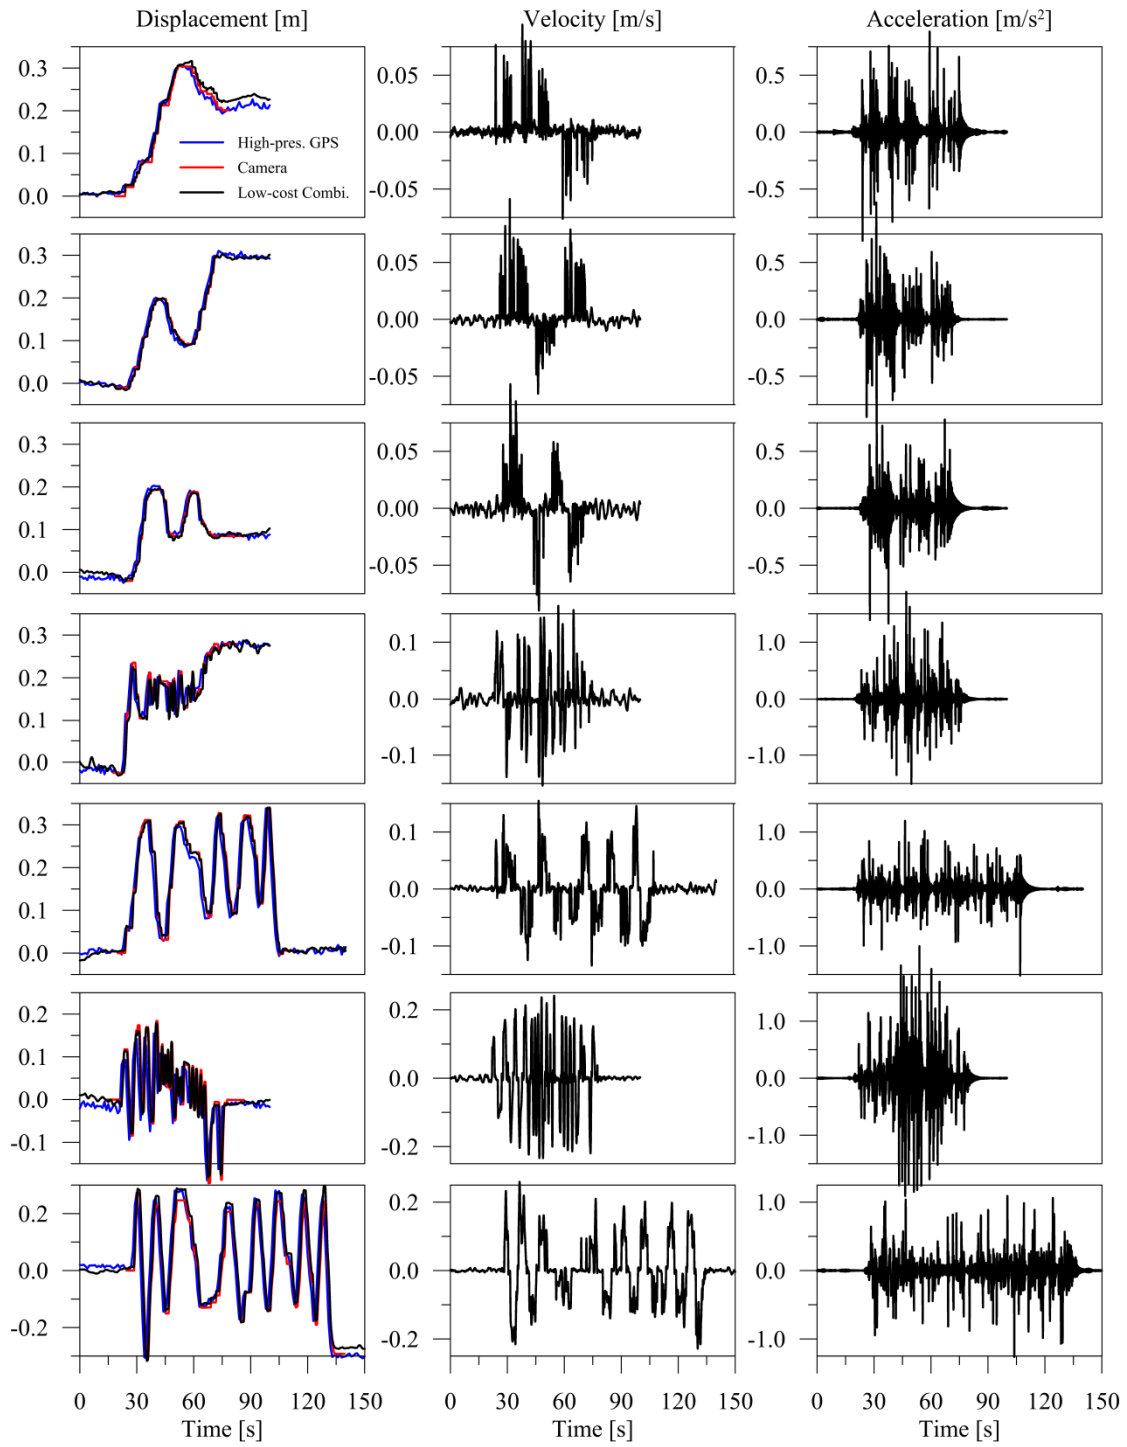 Displacement [m] Velocity [m/s] Acceleration [m/s²]
0.3 0.05 0.5
0.2
High-pres. GPS
0.1 0.00 0.0
Camera
Low-cost Combi.
0.0 -0.05 -0.5
0.3 0.05 0.5
0.2 0.00 0.0
0.1
0.0 -0.05 -0.5
0.3 0.05 0.5
0.2 0.00 0.0
0.1
0.0 -0.05 -0.5
0.3 0.1 1.0
0.2 0.0 0.0
0.1
0.0 -0.1 -1.0
0.3 0.1 1.0
0.2 0.0 0.0
0.1
0.0 -0.1 -1.0
0.2 0.2 1.0
0.1
0.0 0.0 0.0
-0.1 -0.2 -1.0
0.2 0.2 1.0
0.0 0.0 0.0
-0.2 -0.2 -1.0
0 30 60 90 120 150 0 30 60 90 120 150 0 30 60 90 120 150
Time [s] Time [s] Time [s]